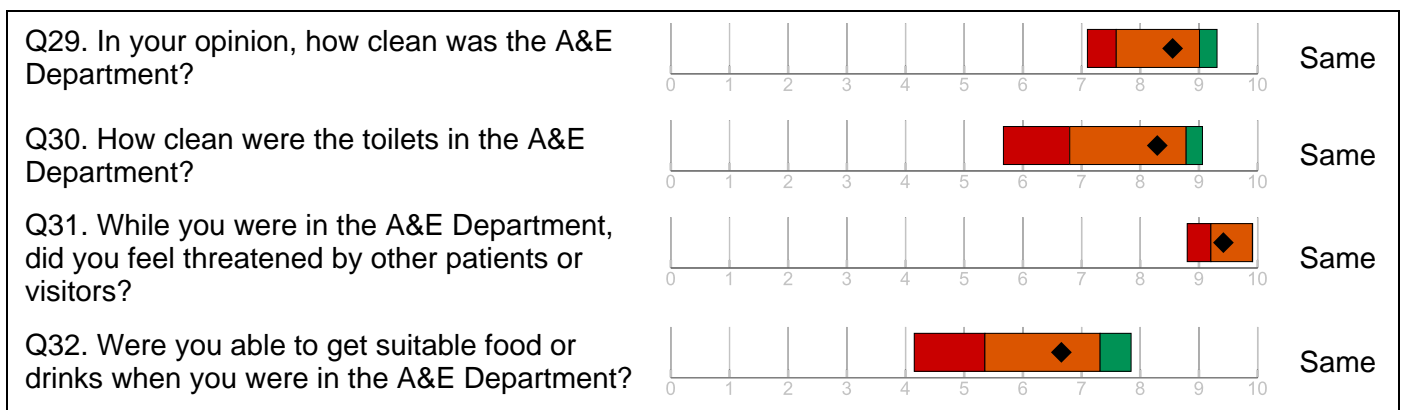 Q29. In your opinion, how clean was the A&E
Department?
Same
0 1 2 3 4 5 6 7 8 9 10
Q30. How clean were the toilets in the A&E
Department?
Same
0 1 2 3 4 5 6 7 8 9 10
Q31. While you were in the A&E Department,
did you feel threatened by other patients or
visitors?
Same
0 1 2 3 4 5 6 7 8 9 10
Q32. Were you able to get suitable food or
drinks when you were in the A&E Department?
Same
0 1 2 3 4 5 6 7 8 9 10